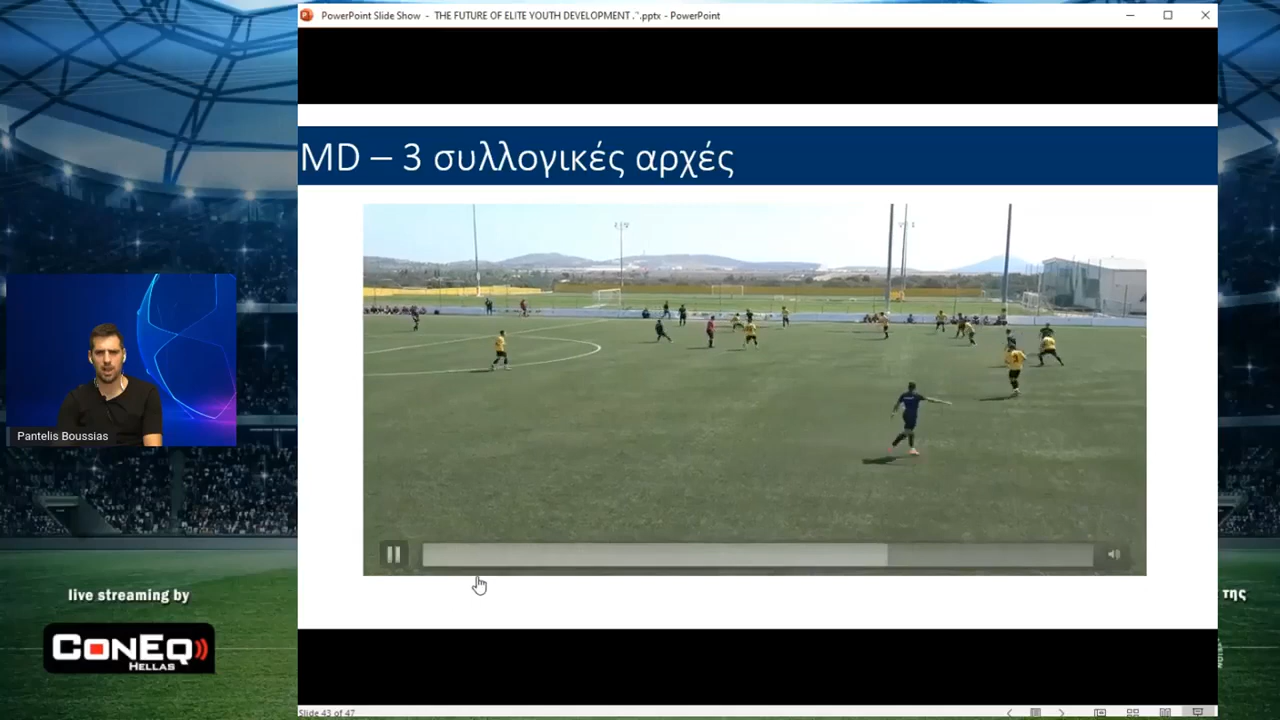 PowerPoint Slide Show - THE FUTURE OF ELITE YOUTH DEVELOPMENT .¨.pptx - PowerPoint
MD – 3 συλλογικές αρχές
Pantelis Boussias
live streaming by
CONEQ
HELLAS
της
Slide 43 of 47